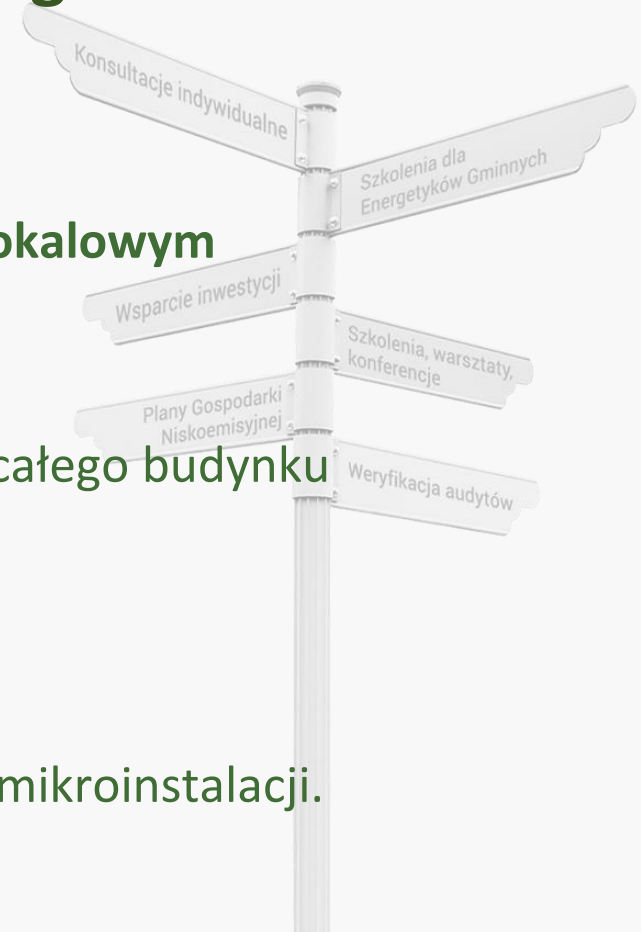 Konsultacje indywidualne
Szkolenia dla
Energetyków Gminnych
okalowym
Wsparcie inwestycji
Szkolenia, warsztaty,
konferencje
Plany Gospodarki
Niskoemisyjnej
całego budynku
Weryfikacja audytów
mikroinstalacji.